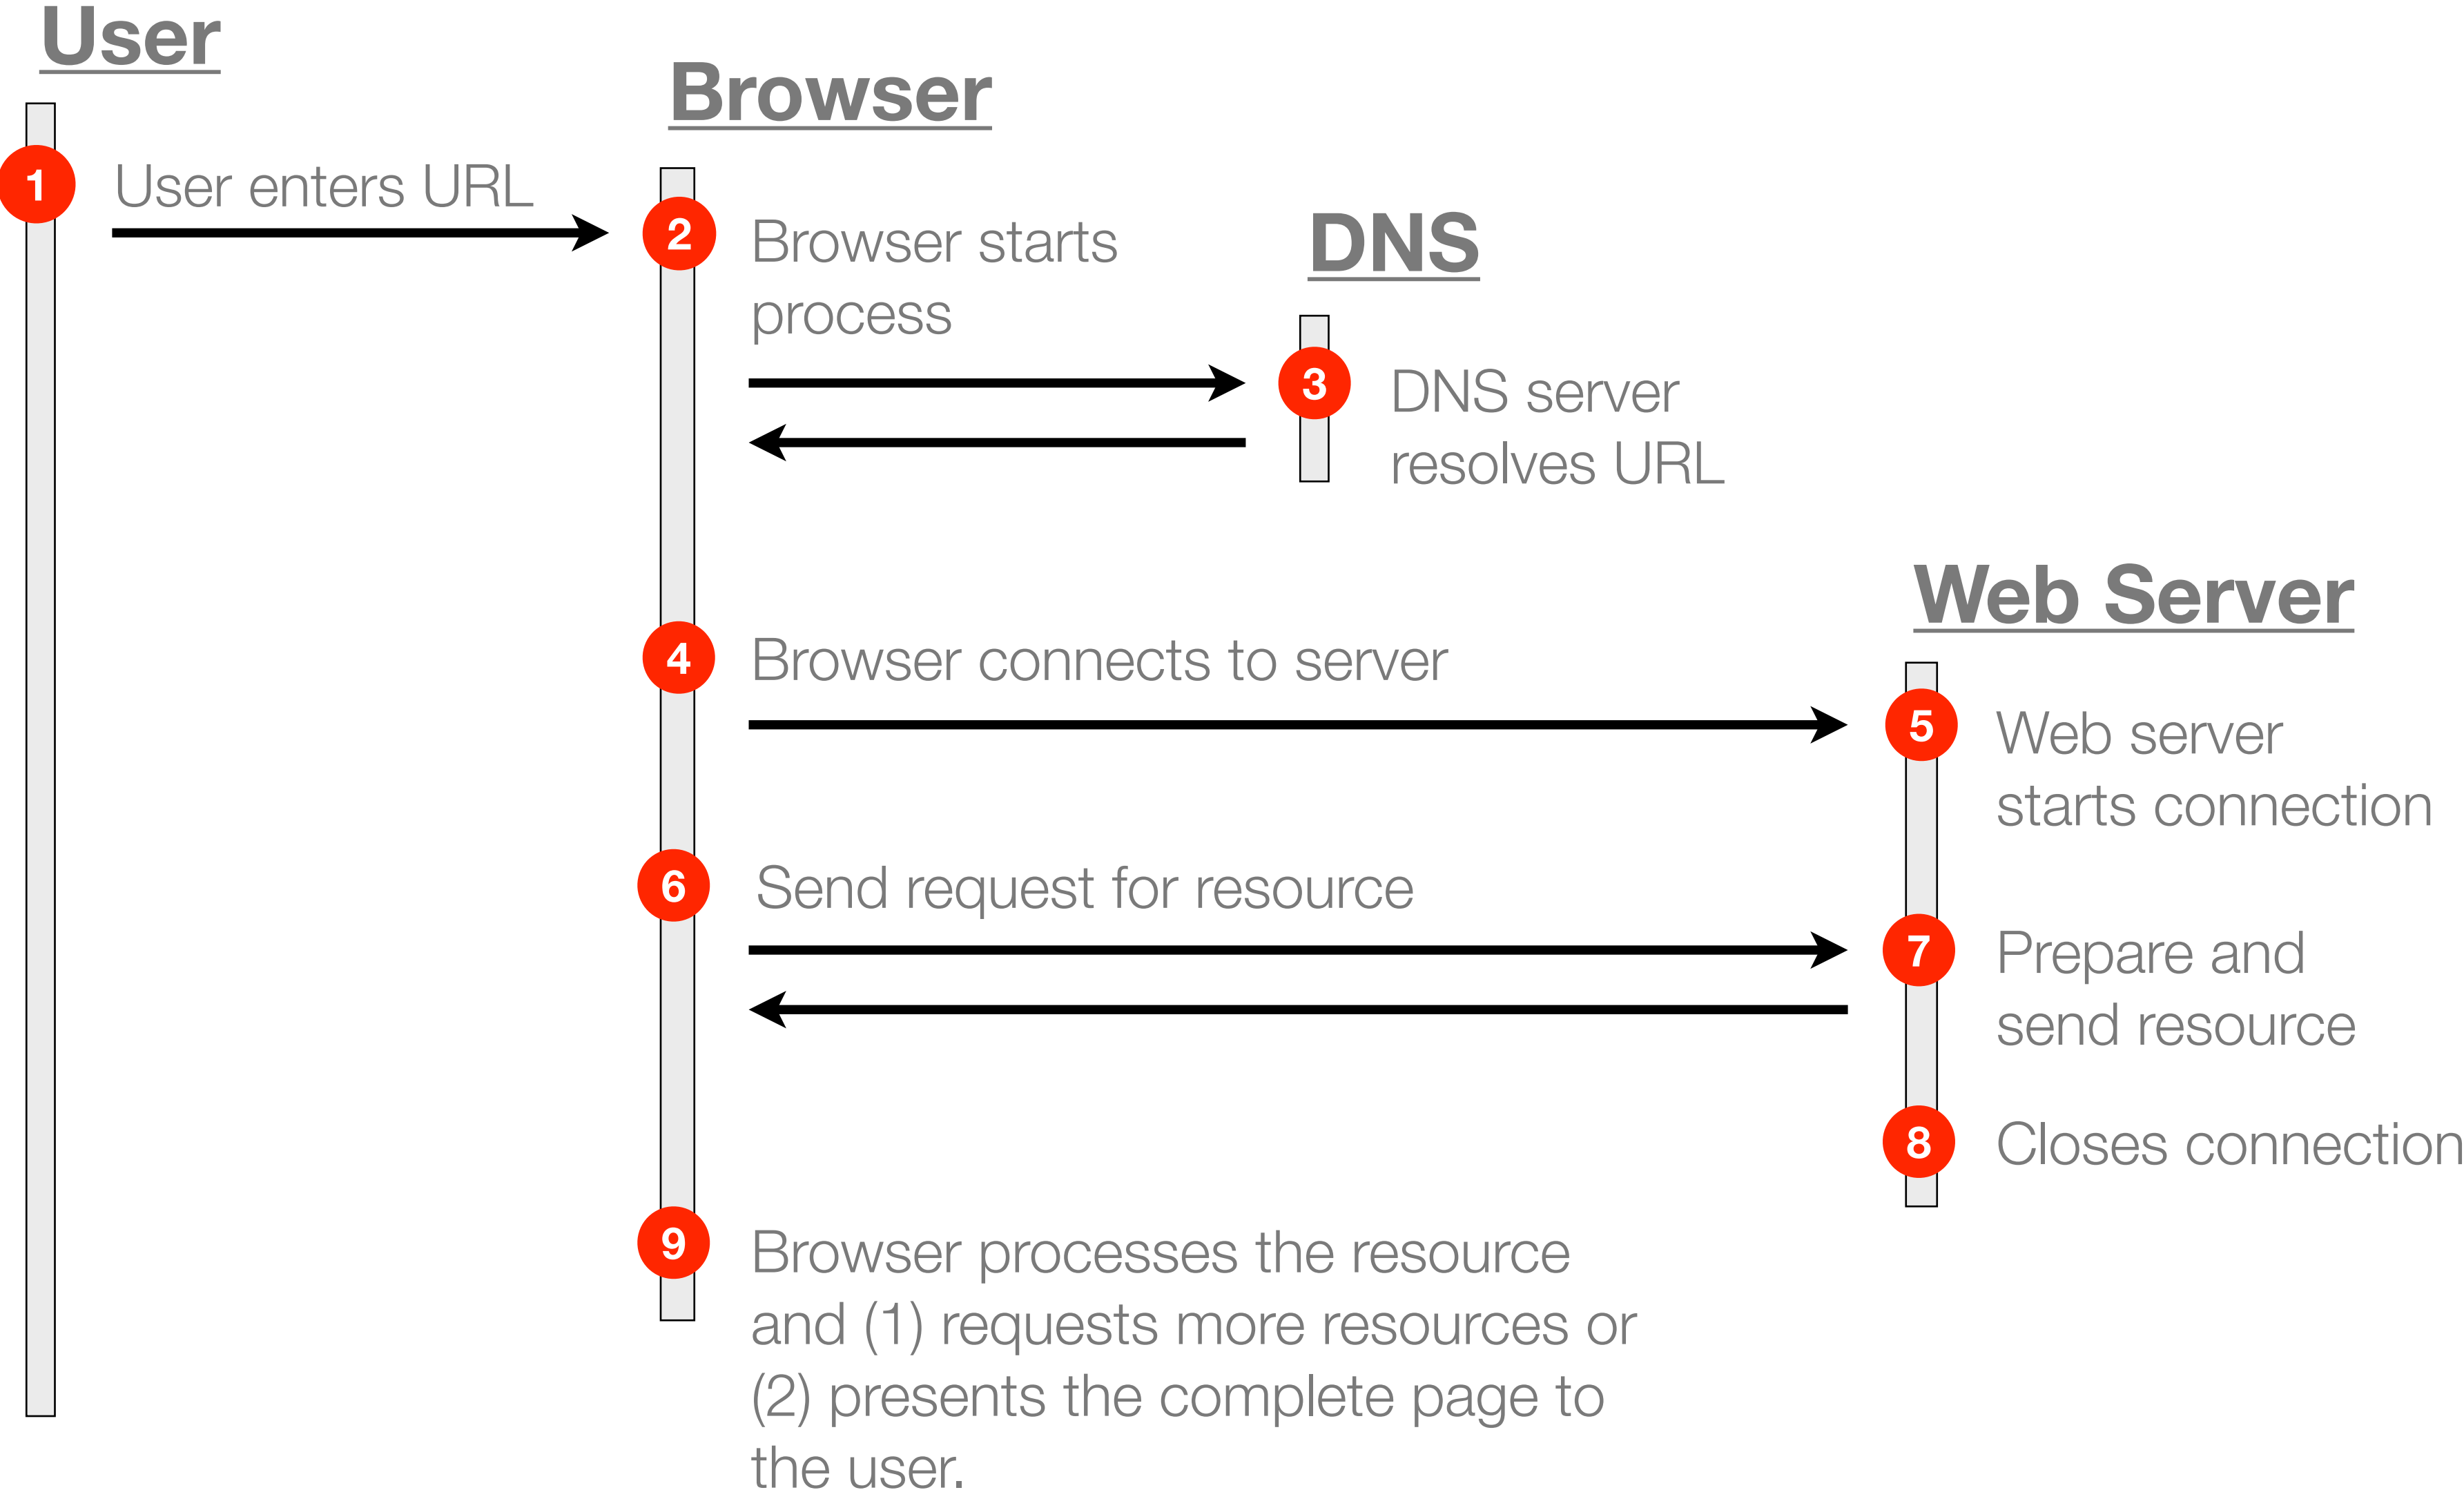 User
Browser
1
User enters URL
2
Browser starts
process
DNS
3
DNS server
resolves URL
Web Server
4
Browser connects to server
5
Web server
starts connection
6
Send request for resource
7
Prepare and
send resource
8
Closes connection
9
Browser processes the resource
and (1) requests more resources or
(2) presents the complete page to
the user.